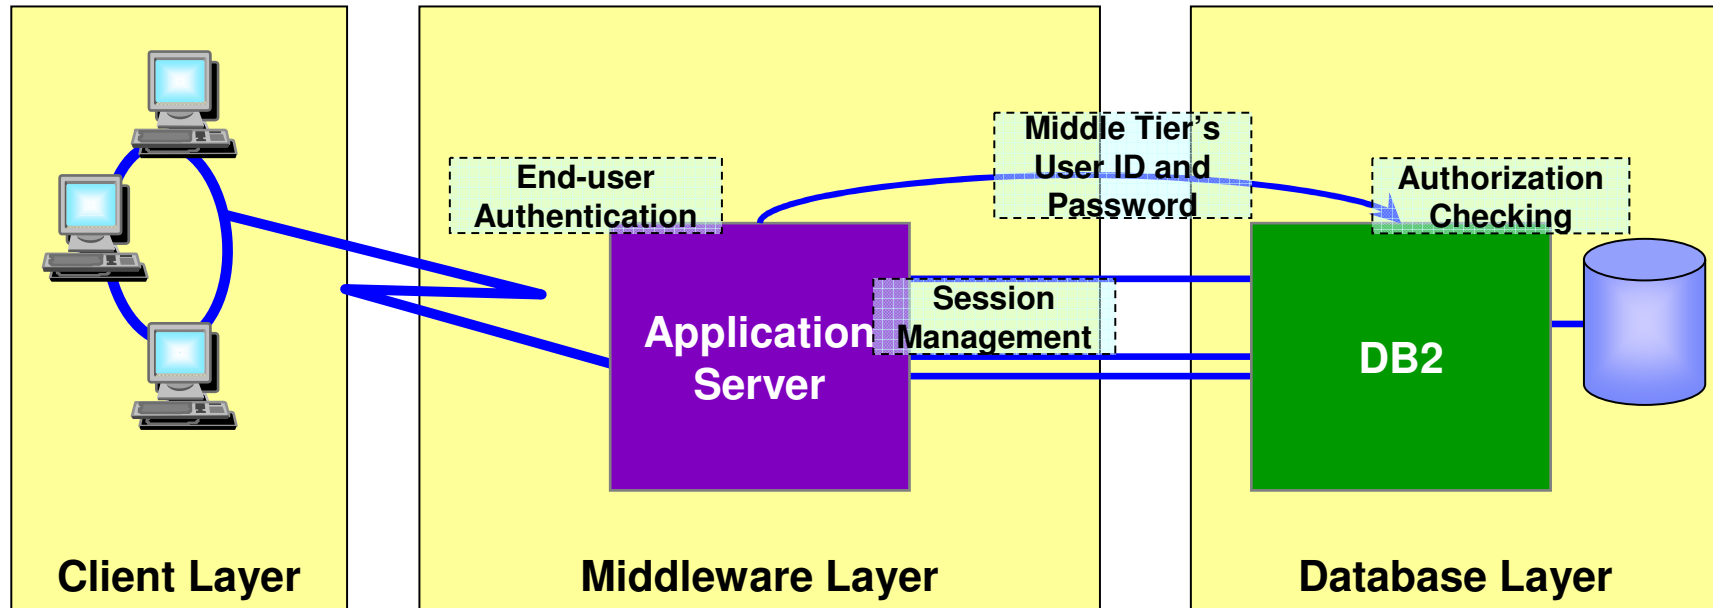 End-user
Authentication
Middle Tier's
User ID and
Password
Authorization
Checking
Session
Management
Application
Server
DB2
Client Layer
Middleware Layer
Database Layer